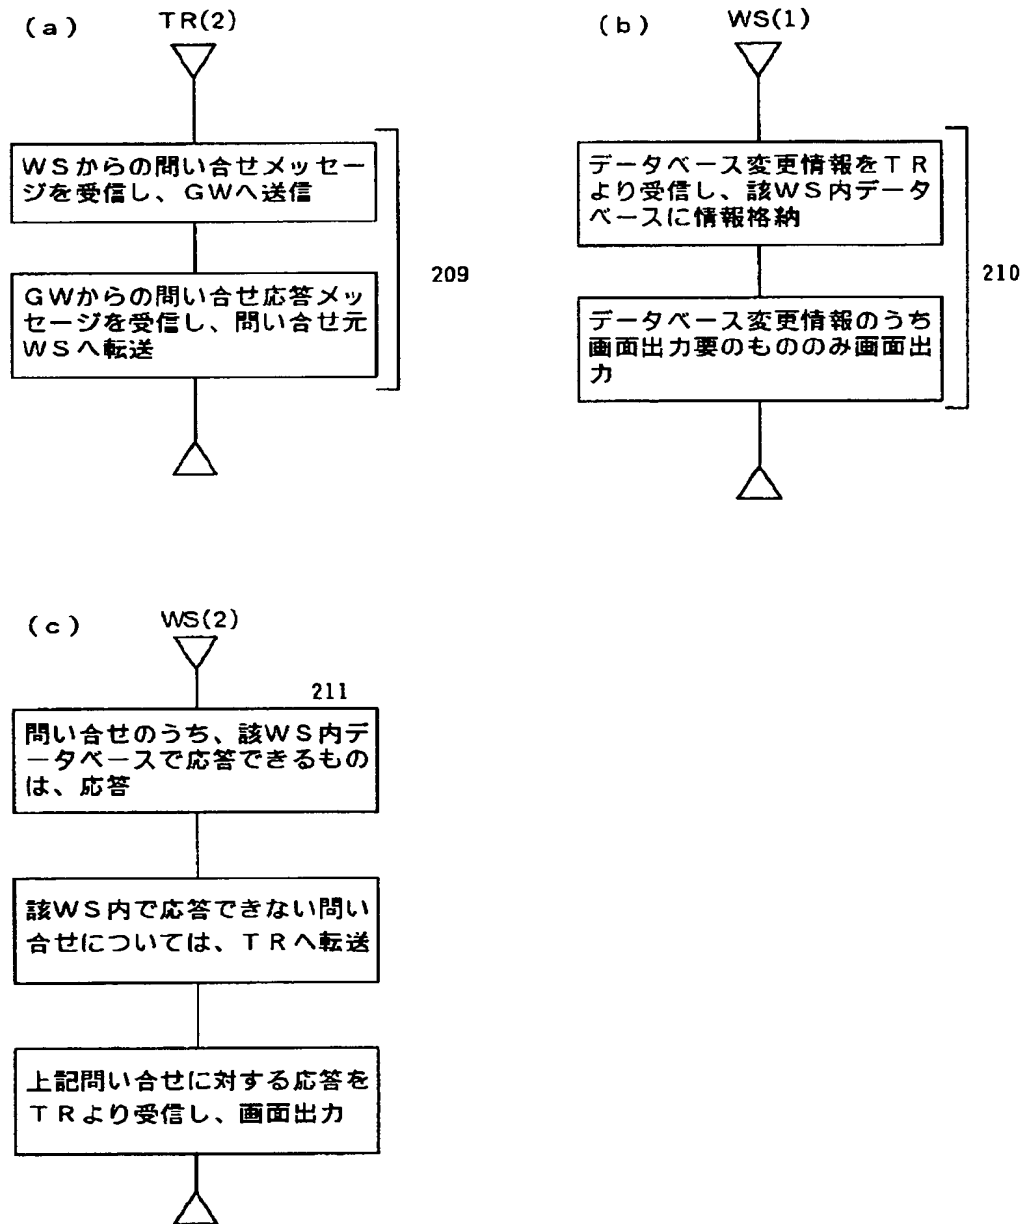 (a) TR(2)
WSからの問い合せメッセー
ジを受信し、GWへ送信
GWからの問い合せ応答メッ
セージを受信し、問い合せ元
WSへ転送
209
(b) WS(1)
データベース変更情報をTR
より受信し、該WS内データ
ベースに情報格納
データベース変更情報のうち
画面出力要のもののみ画面出
力
210
(c) WS(2)
211
問い合せのうち、該WS内デ
ータベースで応答できるもの
は、応答
該WS内で応答できない問い
合せについては、TRへ転送
上記問い合せに対する応答を
TRより受信し、画面出力